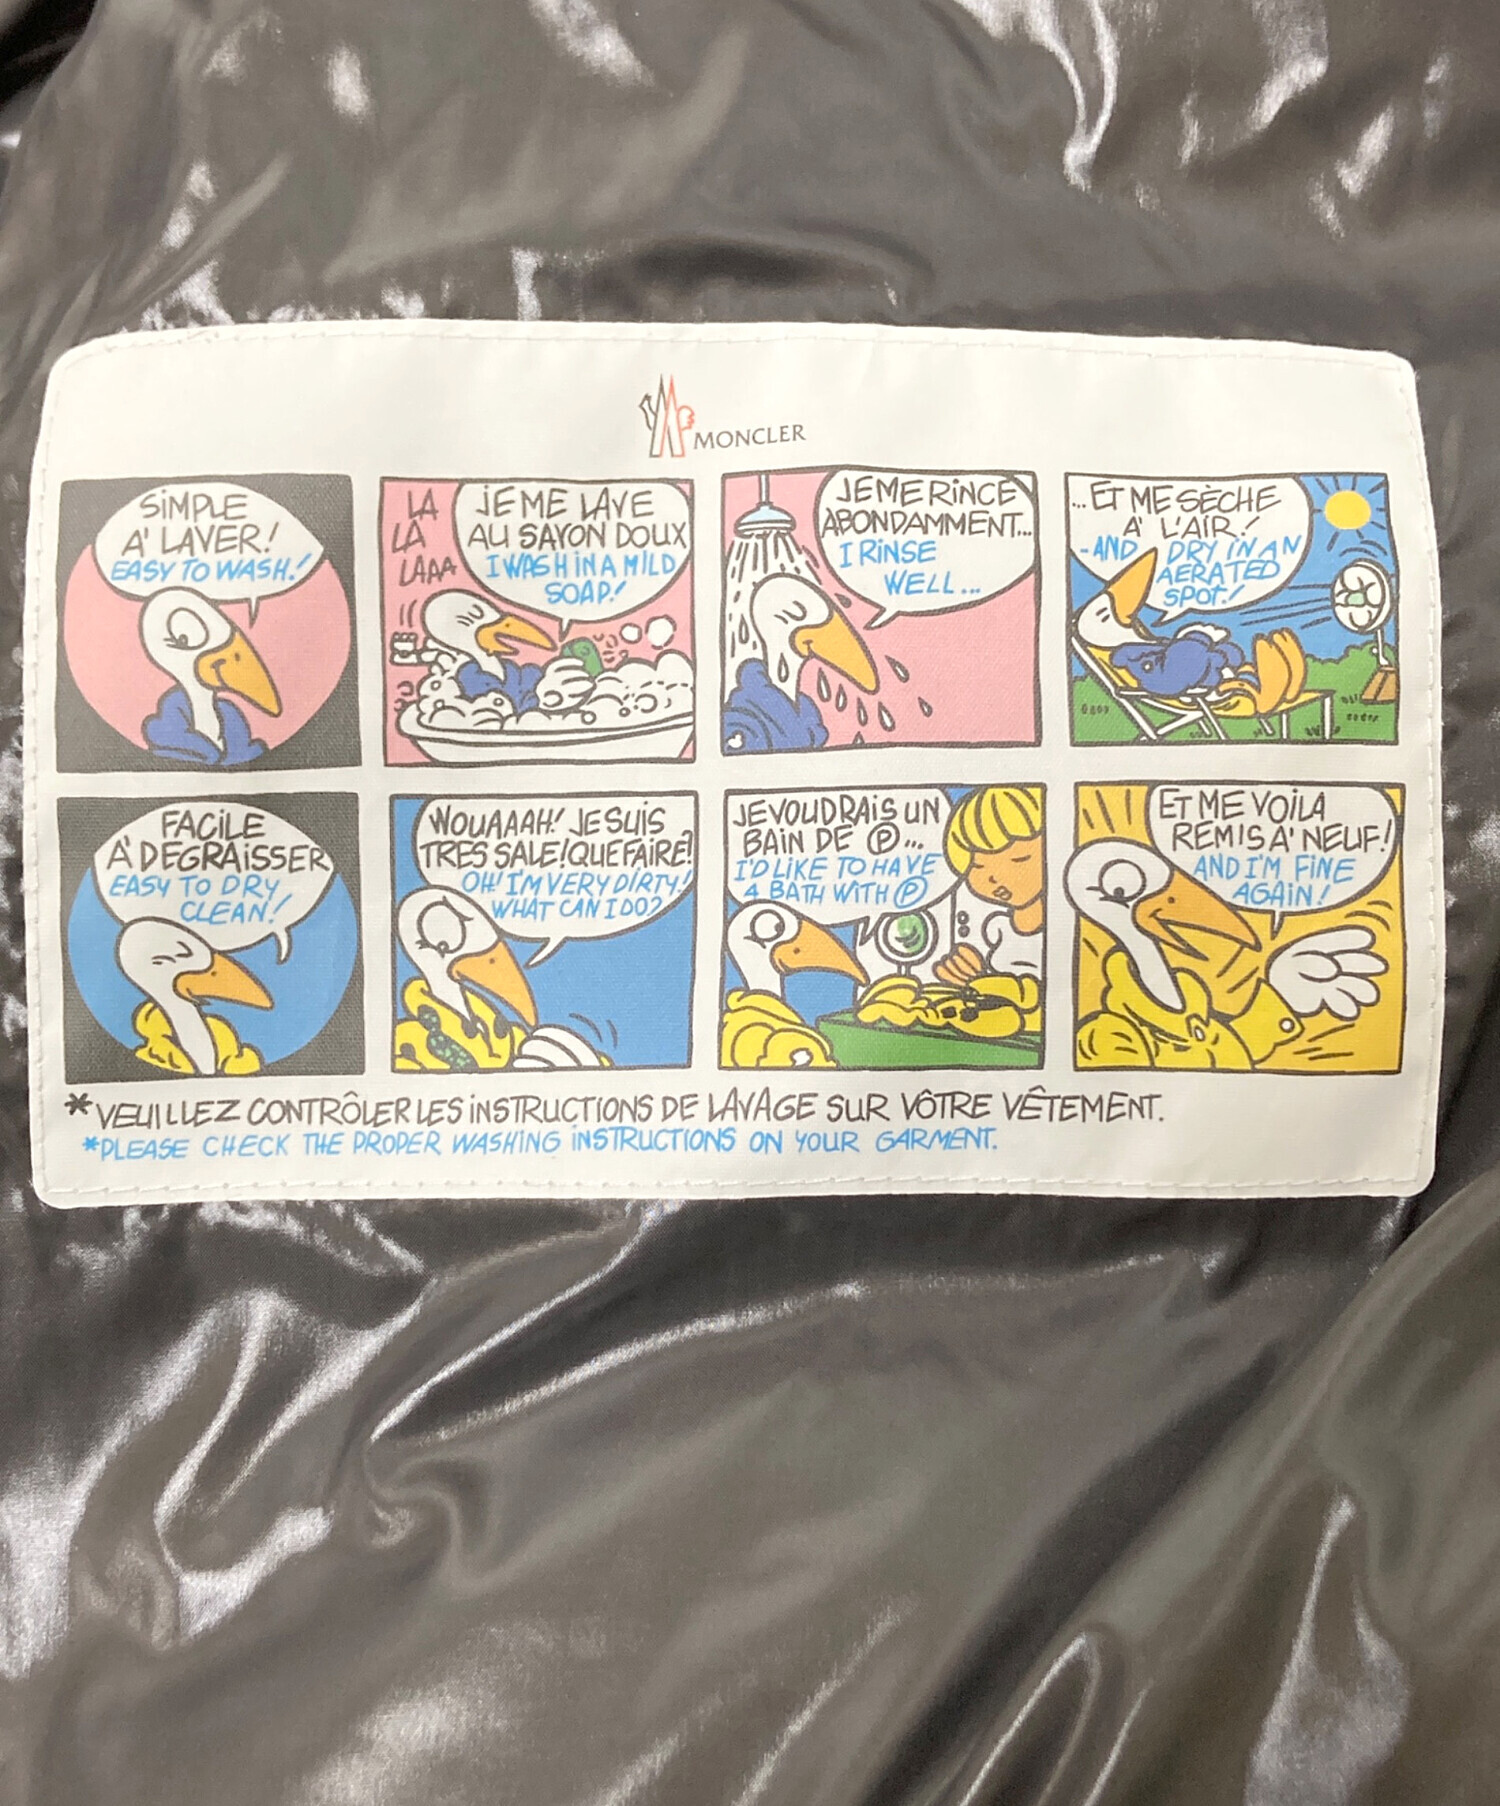 MONCLER
SIMPLE
A' LAVER!
EASY TO WASH!
LA
LA
LAAA
JE ME LAVE
AU SAVON DOUX
I WASH IN A MILD
SOAP!
JE ME RINCE
ABONDAMMENT...
I RINSE
WELL...
...ET ME SÈCHE
A' L'AIR!
-AND DRY IN AN
AERATED
SPOT!
FACILE
A' DEGRAISSER
EASY TO DRY
CLEAN!
WOUAAAH! JE SUIS
TRES SALE! QUE FAIRE?
OH! I'M VERY DIRTY!
WHAT CAN I DO?
JE VOUDRAIS UN
BAIN DE Ⓟ...
I'D LIKE TO HAVE
A BATH WITH Ⓟ
ET ME VOILA
REMIS A' NEUF!
AND I'M FINE
AGAIN!
*VEUILLEZ CONTRÔLER LES INSTRUCTIONS DE LAVAGE SUR VÔTRE VÊTEMENT.
*PLEASE CHECK THE PROPER WASHING INSTRUCTIONS ON YOUR GARMENT.